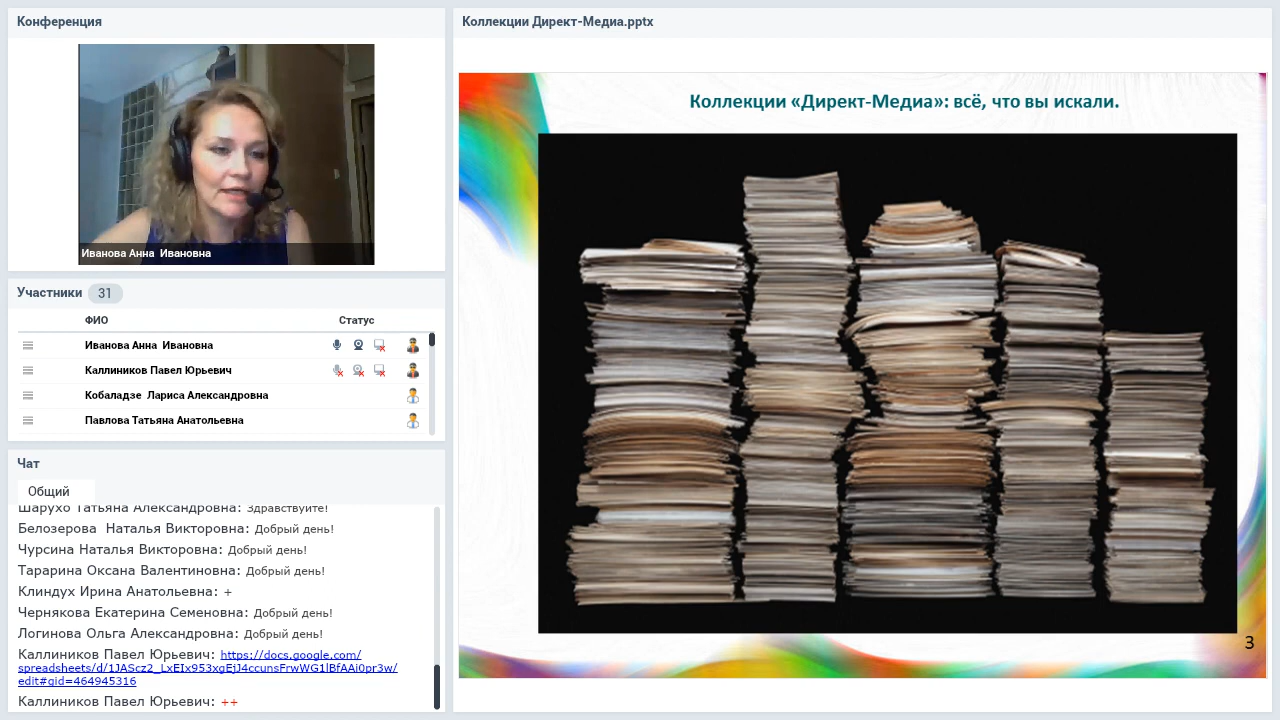 Конференция
Иванова Анна  Ивановна
Участники 31
ФИО Статус
Иванова Анна  Ивановна
Каллиников Павел Юрьевич
Кобаладзе  Лариса Александровна
Павлова Татьяна Анатольевна
Чат
Общий
Шарухо Татьяна Александровна: Здравствуйте!
Белозерова  Наталья Викторовна: Добрый день!
Чурсина Наталья Викторовна: Добрый день!
Тарарина Оксана Валентиновна: Добрый день!
Клиндух Ирина Анатольевна: +
Чернякова Екатерина Семеновна: Добрый день!
Логинова Ольга Александровна: Добрый день!
Каллиников Павел Юрьевич: https://docs.google.com/
spreadsheets/d/1JAScz2_LxEIx953xgEjJ4ccunsFrwWG1lBfAAi0pr3w/
edit#gid=464945316
Каллиников Павел Юрьевич: ++
Коллекции Директ-Медиа.pptx
Коллекции «Директ-Медиа»: всё, что вы искали.
3